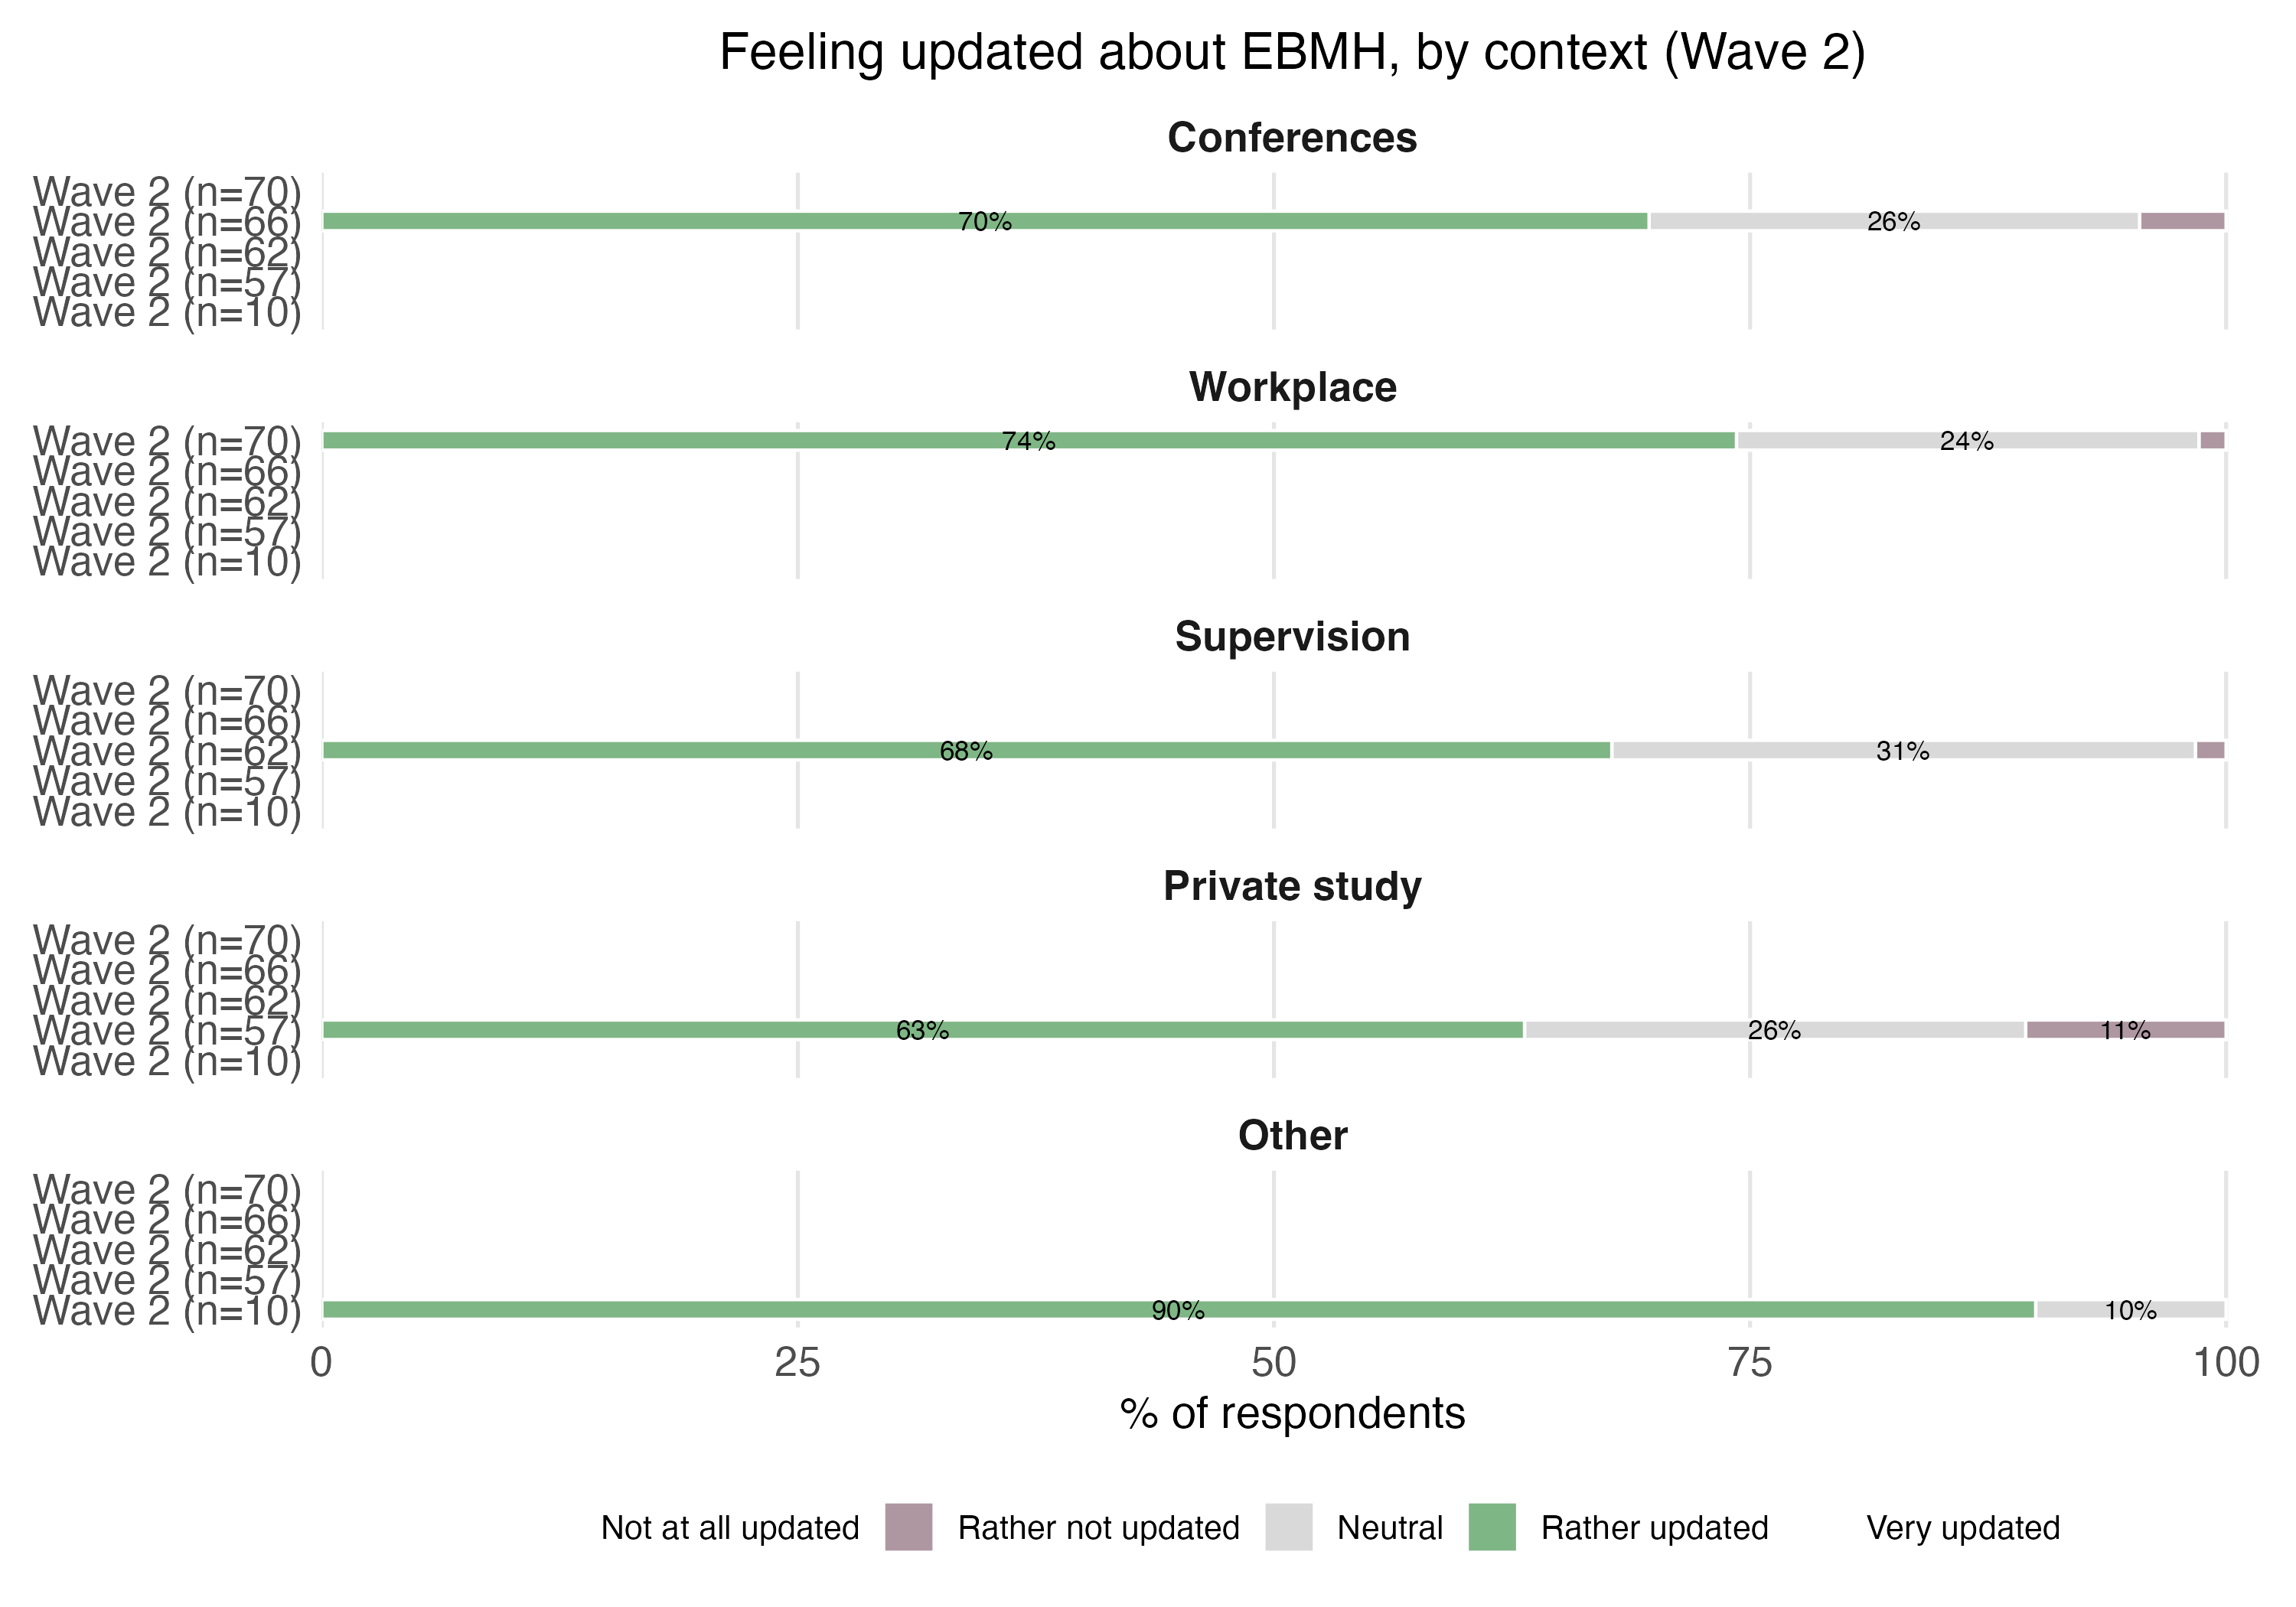 Feeling updated about EBMH, by context (Wave 2)
Conferences
Wave 2 (n=70)
Wave 2 (n=66) 70% 26%
Wave 2 (n=62)
Wave 2 (n=57)
Wave 2 (n=10)
Workplace
Wave 2 (n=70) 74% 24%
Wave 2 (n=66)
Wave 2 (n=62)
Wave 2 (n=57)
Wave 2 (n=10)
Supervision
Wave 2 (n=70)
Wave 2 (n=66)
Wave 2 (n=62) 68% 31%
Wave 2 (n=57)
Wave 2 (n=10)
Private study
Wave 2 (n=70)
Wave 2 (n=66)
Wave 2 (n=62)
Wave 2 (n=57) 63% 26% 11%
Wave 2 (n=10)
Other
Wave 2 (n=70)
Wave 2 (n=66)
Wave 2 (n=62)
Wave 2 (n=57)
Wave 2 (n=10) 90% 10%
0 25 50 75 100
% of respondents
Not at all updated Rather not updated Neutral Rather updated Very updated